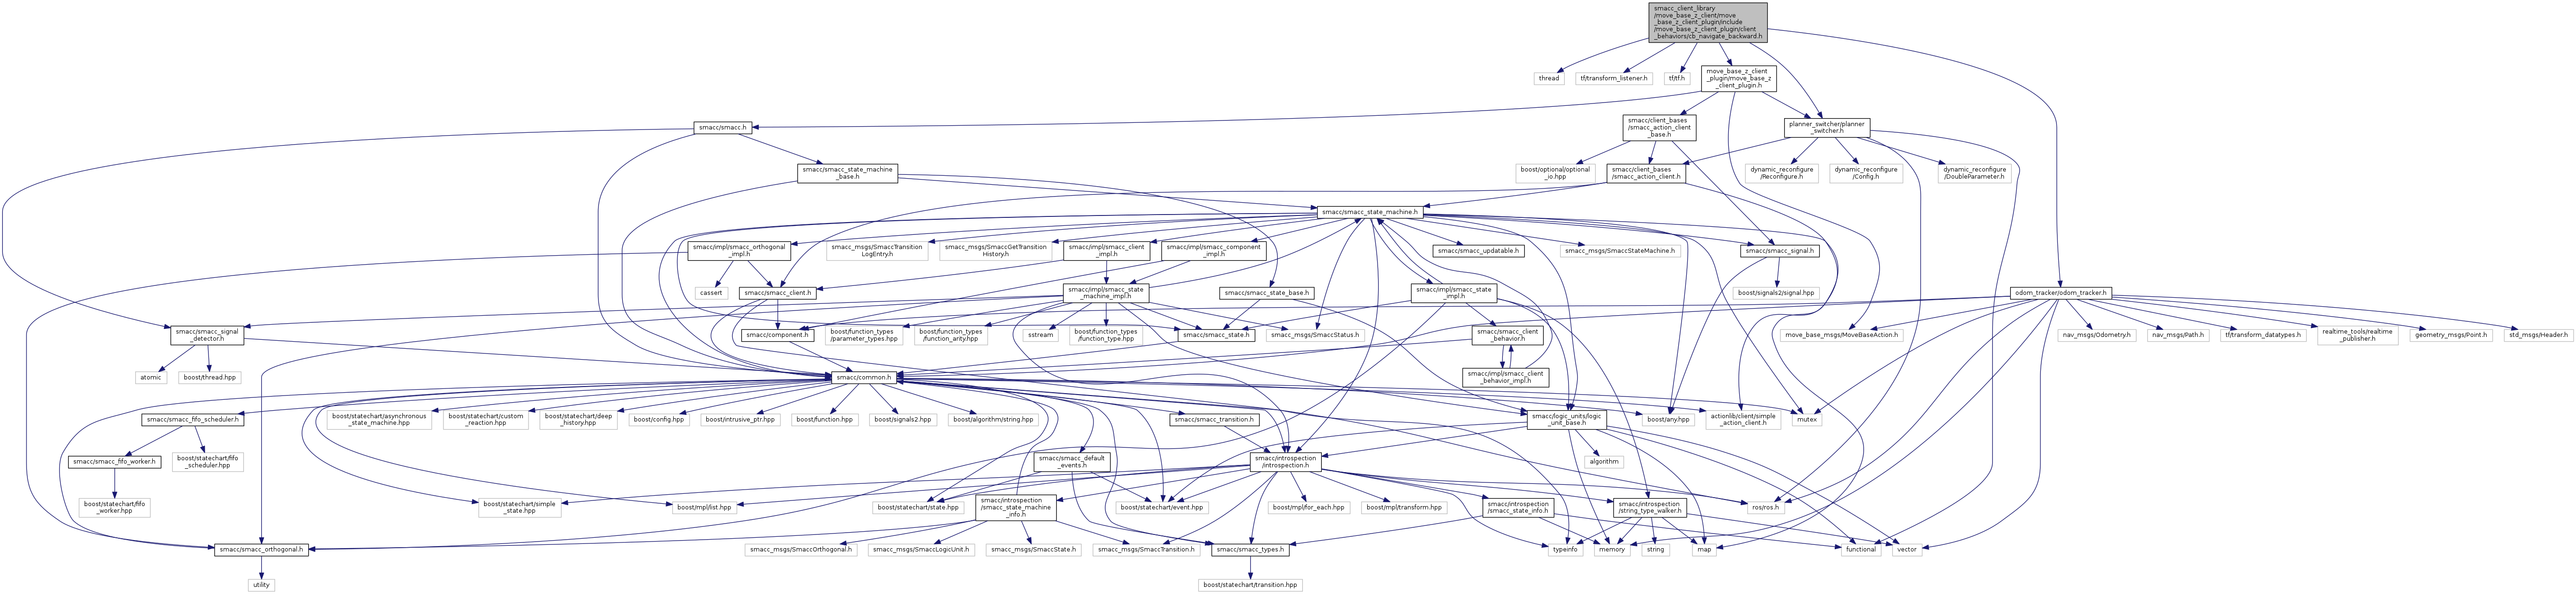 smacc_client_library
/move_base_z_client/move
_base_z_client_plugin/include
/move_base_z_client_plugin/client
_behaviors/cb_navigate_backward.h
thread
tf/transform_listener.h
tf/tf.h
move_base_z_client
_plugin/move_base_z
_client_plugin.h
smacc/smacc.h
smacc/client_bases
/smacc_action_client
_base.h
planner_switcher/planner
_switcher.h
smacc/smacc_state_machine
_base.h
boost/optional/optional
_io.hpp
smacc/client_bases
/smacc_action_client.h
dynamic_reconfigure
/Reconfigure.h
dynamic_reconfigure
/Config.h
dynamic_reconfigure
/DoubleParameter.h
smacc/smacc_state_machine.h
smacc/impl/smacc_orthogonal
_impl.h
smacc_msgs/SmaccTransition
LogEntry.h
smacc_msgs/SmaccGetTransition
History.h
smacc/impl/smacc_client
_impl.h
smacc/impl/smacc_component
_impl.h
smacc/smacc_updatable.h
smacc_msgs/SmaccStateMachine.h
smacc/smacc_signal.h
cassert
smacc/smacc_client.h
smacc/impl/smacc_state
_machine_impl.h
smacc/smacc_state_base.h
smacc/impl/smacc_state
_impl.h
boost/signals2/signal.hpp
odom_tracker/odom_tracker.h
smacc/smacc_signal
_detector.h
smacc/component.h
boost/function_types
/parameter_types.hpp
boost/function_types
/function_arity.hpp
sstream
boost/function_types
/function_type.hpp
smacc/smacc_state.h
smacc_msgs/SmaccStatus.h
smacc/smacc_client
_behavior.h
move_base_msgs/MoveBaseAction.h
nav_msgs/Odometry.h
nav_msgs/Path.h
tf/transform_datatypes.h
realtime_tools/realtime
_publisher.h
geometry_msgs/Point.h
std_msgs/Header.h
atomic
boost/thread.hpp
smacc/common.h
smacc/impl/smacc_client
_behavior_impl.h
smacc/smacc_fifo_scheduler.h
boost/statechart/asynchronous
_state_machine.hpp
boost/statechart/custom
_reaction.hpp
boost/statechart/deep
_history.hpp
boost/config.hpp
boost/intrusive_ptr.hpp
boost/function.hpp
boost/signals2.hpp
boost/algorithm/string.hpp
smacc/smacc_transition.h
smacc/logic_units/logic
_unit_base.h
boost/any.hpp
actionlib/client/simple
_action_client.h
mutex
smacc/smacc_fifo_worker.h
boost/statechart/fifo
_scheduler.hpp
smacc/smacc_default
_events.h
smacc/introspection
/introspection.h
algorithm
boost/statechart/fifo
_worker.hpp
boost/statechart/simple
_state.hpp
boost/mpl/list.hpp
boost/statechart/state.hpp
smacc/introspection
/smacc_state_machine
_info.h
boost/statechart/event.hpp
boost/mpl/for_each.hpp
boost/mpl/transform.hpp
smacc/introspection
/smacc_state_info.h
smacc/introspection
/string_type_walker.h
ros/ros.h
smacc/smacc_orthogonal.h
smacc_msgs/SmaccOrthogonal.h
smacc_msgs/SmaccLogicUnit.h
smacc_msgs/SmaccState.h
smacc_msgs/SmaccTransition.h
smacc/smacc_types.h
typeinfo
memory
string
map
functional
vector
utility
boost/statechart/transition.hpp